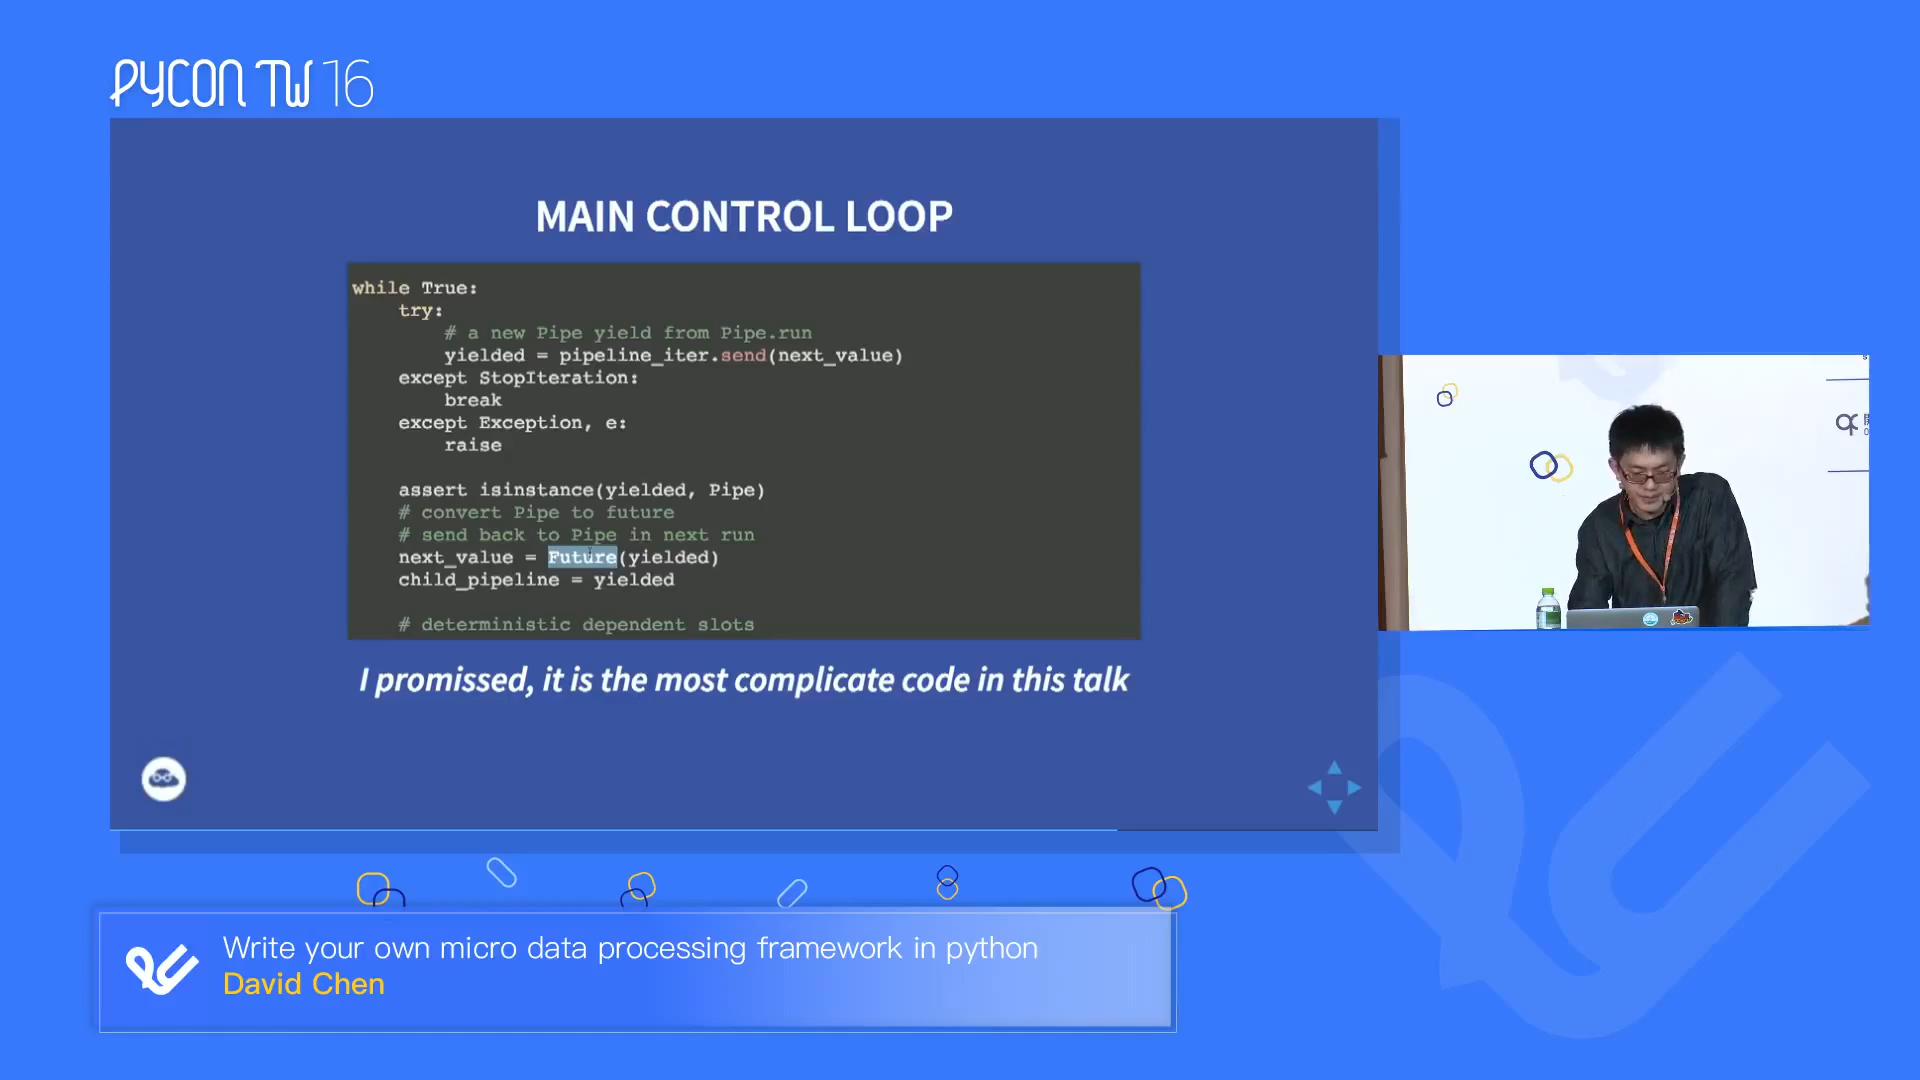 PYCON TW 16
MAIN CONTROL LOOP
while True:
try:
# a new Pipe yield from Pipe.run
yielded = pipeline_iter.send(next_value)
except StopIteration:
break
except Exception, e:
raise
assert isinstance(yielded, Pipe)
# convert Pipe to future
# send back to Pipe in next run
next_value = Future(yielded)
child_pipeline = yielded
# deterministic dependent slots
I promissed, it is the most complicate code in this talk
Write your own micro data processing framework in python
David Chen